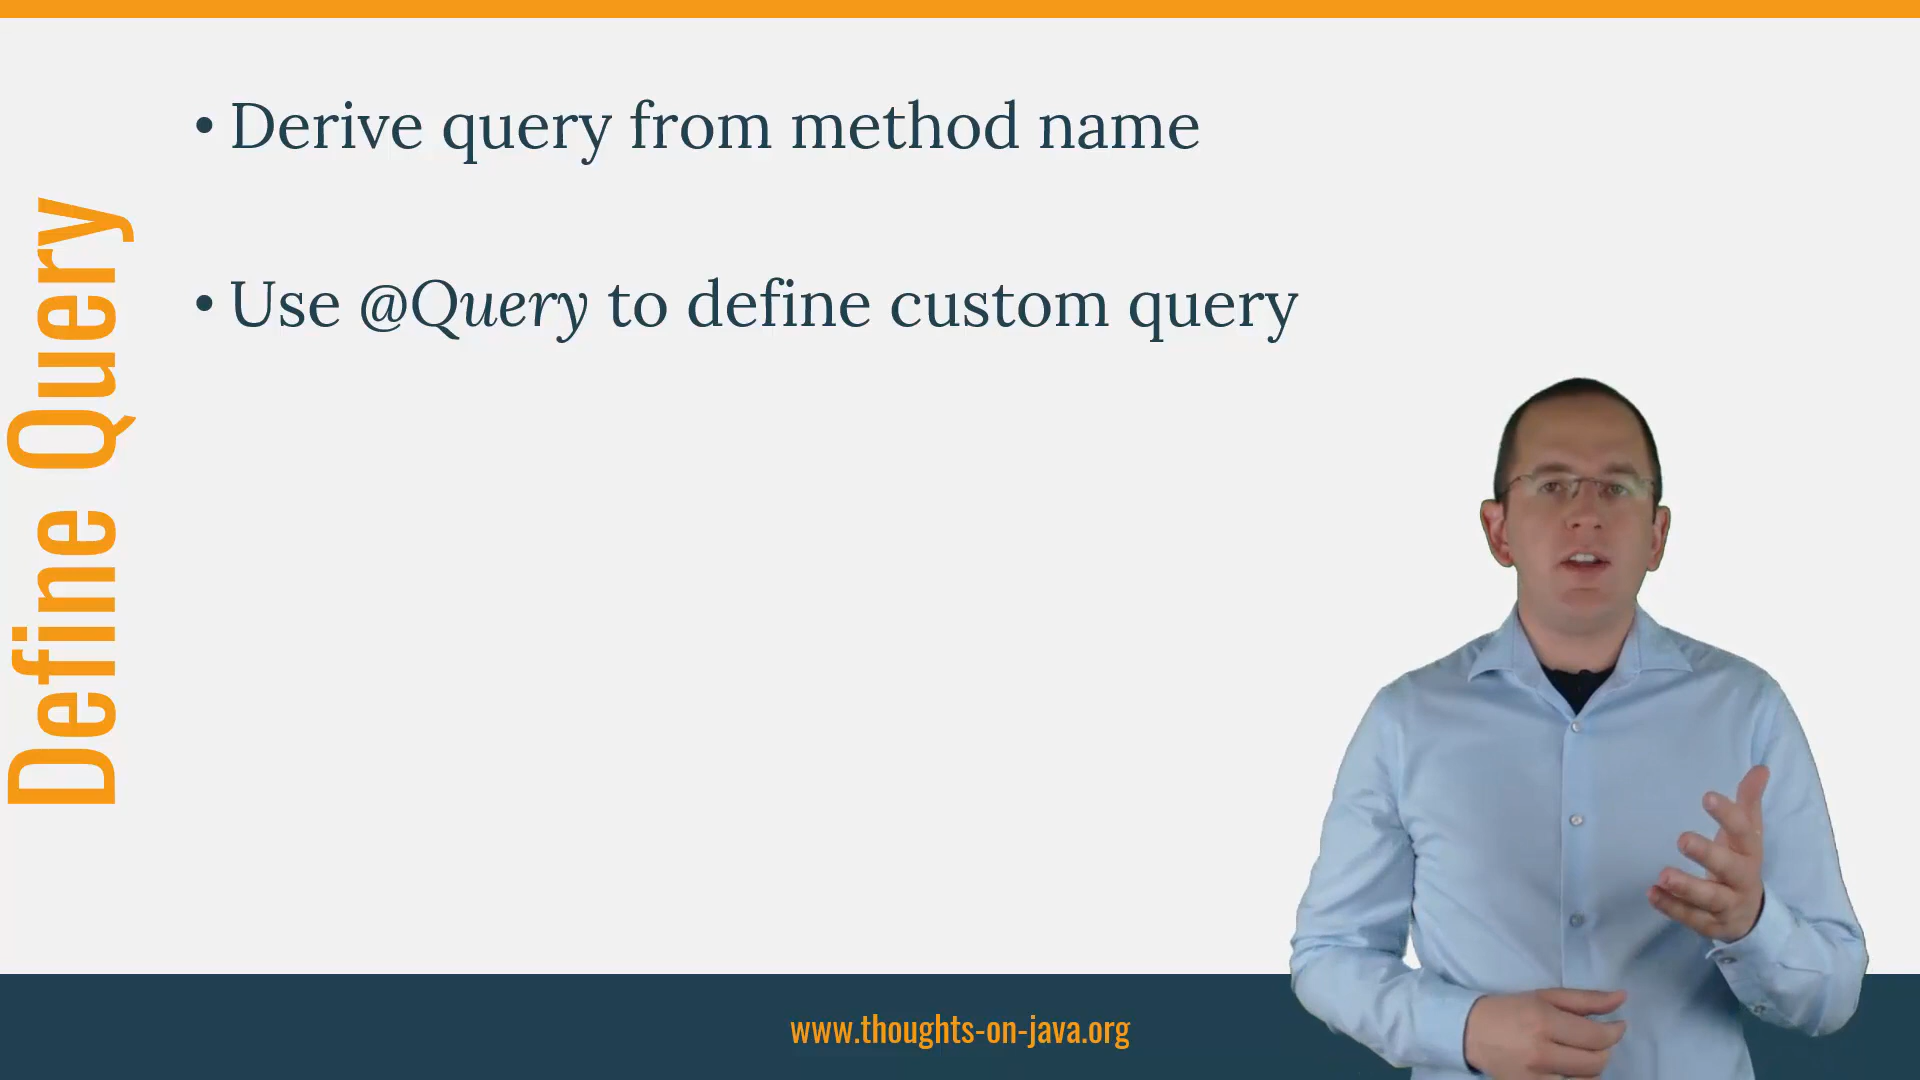 Define Query
• Derive query from method name
• Use @Query to define custom query
www.thoughts-on-java.org